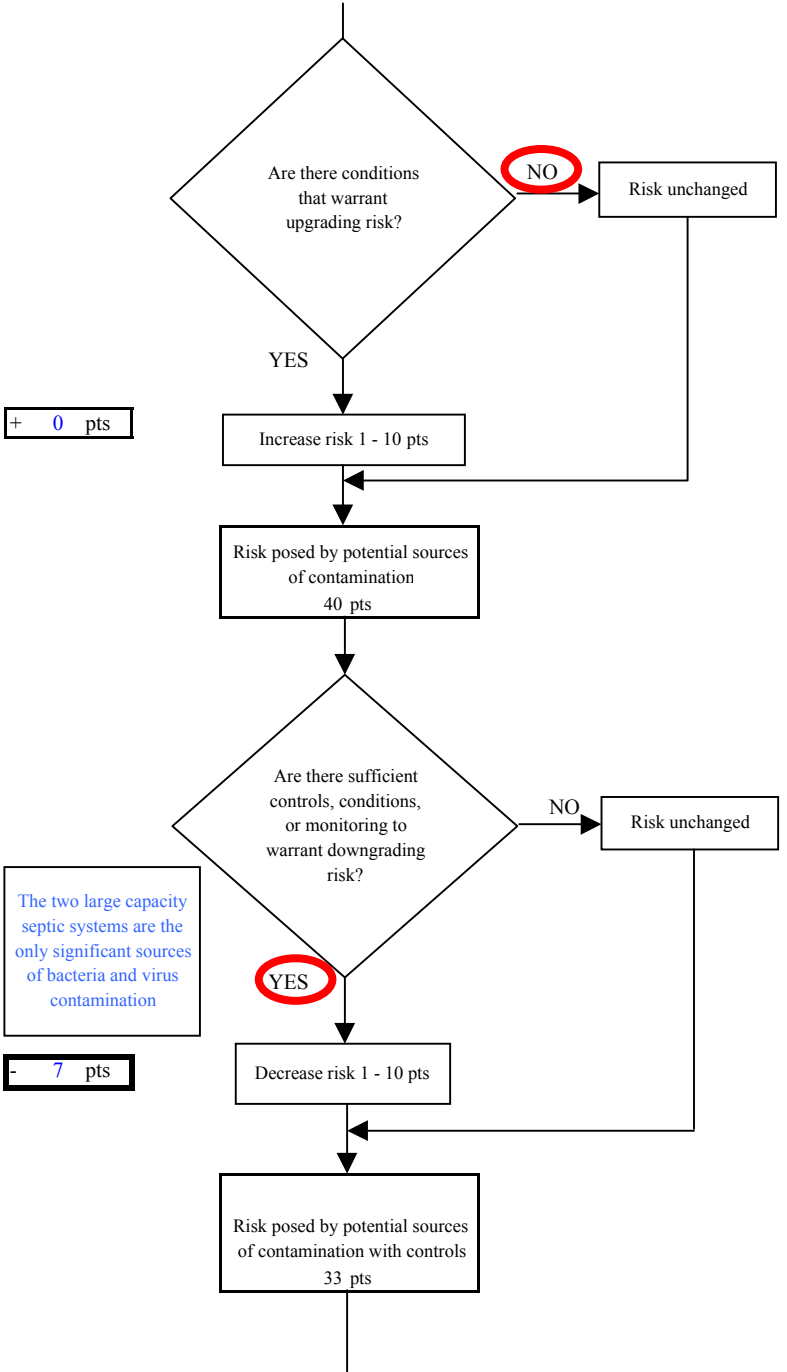 Are there conditions
that warrant
upgrading risk?
NO
Risk unchanged
YES
+ 0 pts
Increase risk 1 - 10 pts
Risk posed by potential sources
of contamination
40 pts
Are there sufficient
controls, conditions,
or monitoring to
warrant downgrading
risk?
NO
Risk unchanged
The two large capacity
septic systems are the
only significant sources
of bacteria and virus
contamination
YES
- 7 pts
Decrease risk 1 - 10 pts
Risk posed by potential sources
of contamination with controls
33 pts